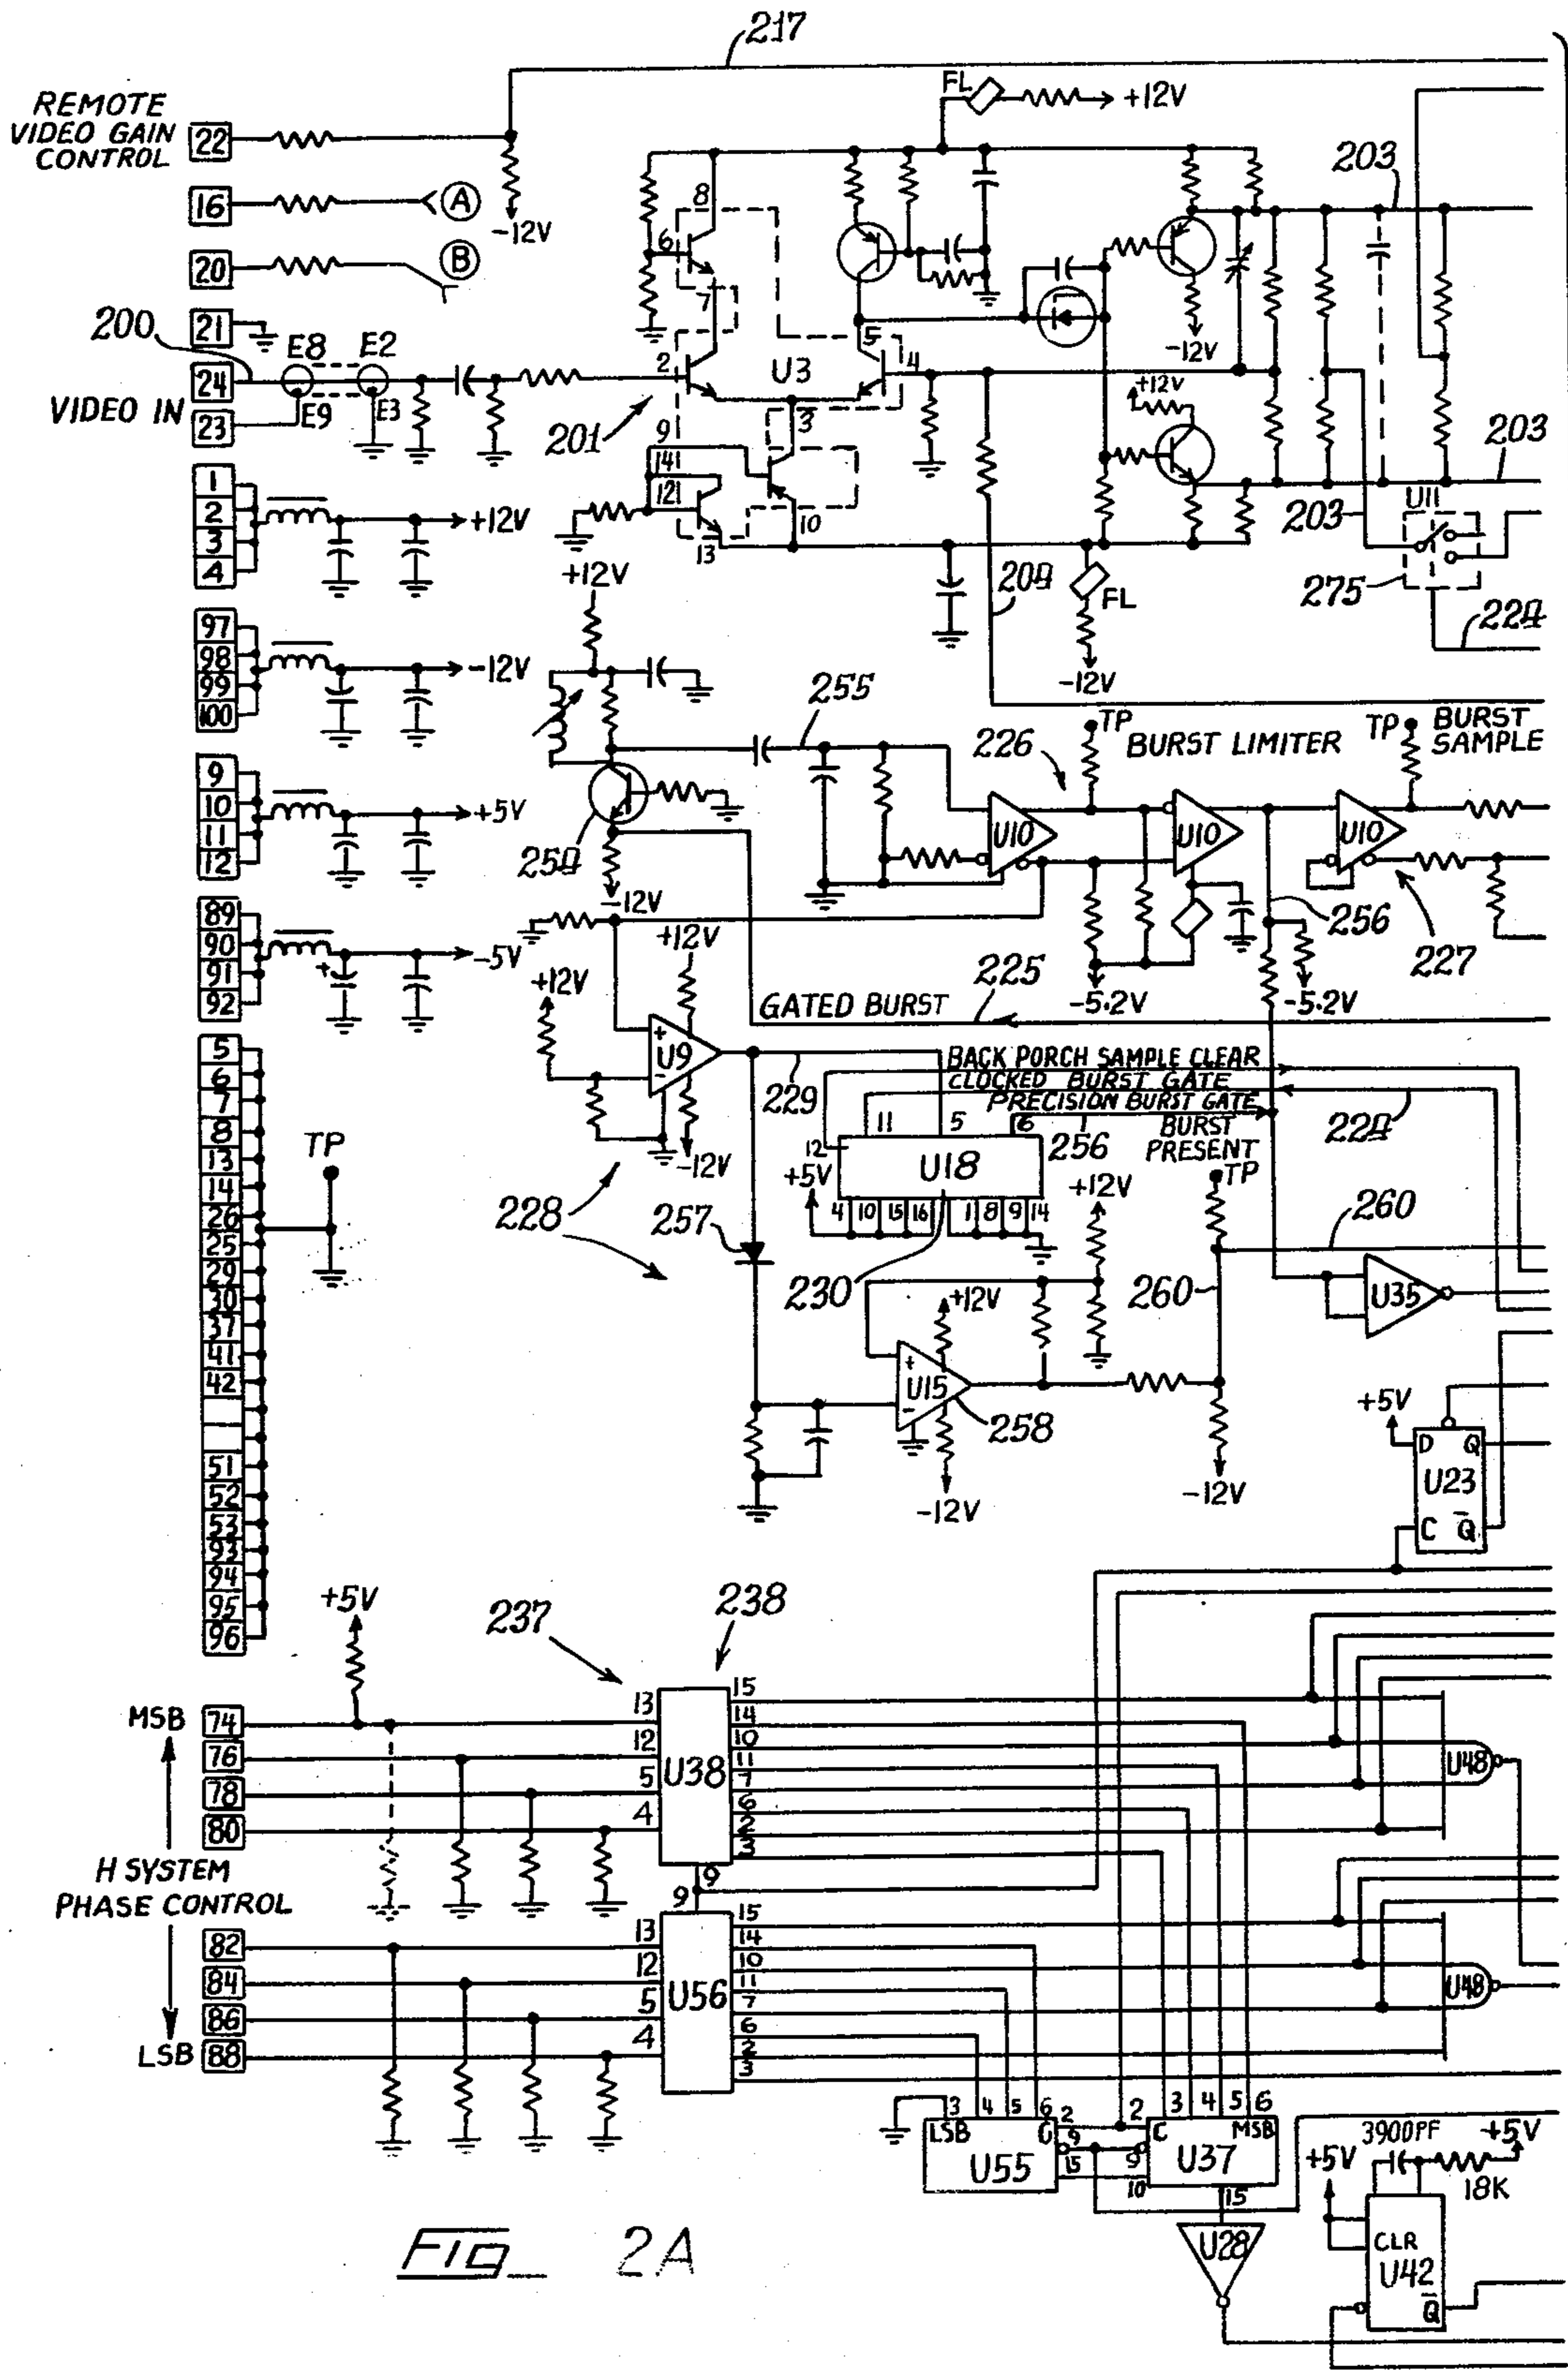 217
REMOTE
VIDEO GAIN
CONTROL
22
-12V
FL
+12V
16
A
20
B
21
200
24
E8
E2
VIDEO IN
23
E9
E3
201
8
6
7
2
U3
5
4
3
9
14
12
13
10
-12V
+12V
203
203
203
U11
275
224
204
FL
-12V
1
2
3
4
+12V
97
98
99
100
-12V
9
10
11
12
+5V
89
90
91
92
+
-5V
+12V
254
-12V
255
226
TP
BURST LIMITER
TP
BURST
SAMPLE
U10
U10
U10
256
227
-5.2V
-5.2V
225
GATED BURST
+12V
+12V
+
U9
-
-12V
229
228
BACK PORCH SAMPLE CLEAR
CLOCKED BURST GATE
PRECISION BURST GATE
224
11
5
6
12
U18
256
BURST
PRESENT
TP
+5V
4
10
15
16
1
8
9
14
+12V
257
230
260
260
+12V
+
U15
-
258
-12V
-12V
U35
+5V
D
Q
U23
C
Q̅
5
6
7
8
13
14
26
25
29
30
37
41
42
51
52
53
93
94
95
96
TP
+5V
237
238
MSB
74
76
78
80
H SYSTEM
PHASE CONTROL
82
84
86
LSB
88
13
12
5
4
U38
15
14
10
11
7
6
2
3
9
9
U48
13
12
5
4
U56
15
14
10
11
7
6
2
3
U48
3
4
5
6
2
LSB
C
9
U55
15
2
3
4
5
6
C
MSB
9
U37
10
15
U28
3900PF
+5V
+5V
18K
CLR
U42
Q̅
Fig_ 2A